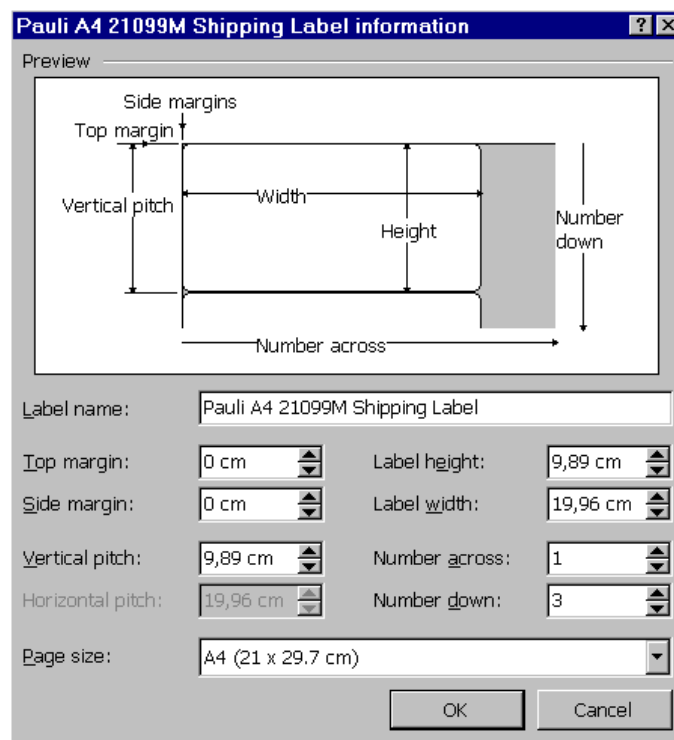 Pauli A4 21099M Shipping Label information
Preview
Side margins
Top margin
Vertical pitch
Width
Height
Number
down
Number across
Label name: Pauli A4 21099M Shipping Label
Top margin: 0 cm Label height: 9,89 cm
Side margin: 0 cm Label width: 19,96 cm
Vertical pitch: 9,89 cm Number across: 1
Horizontal pitch: 19,96 cm Number down: 3
Page size: A4 (21 x 29.7 cm)
OK Cancel